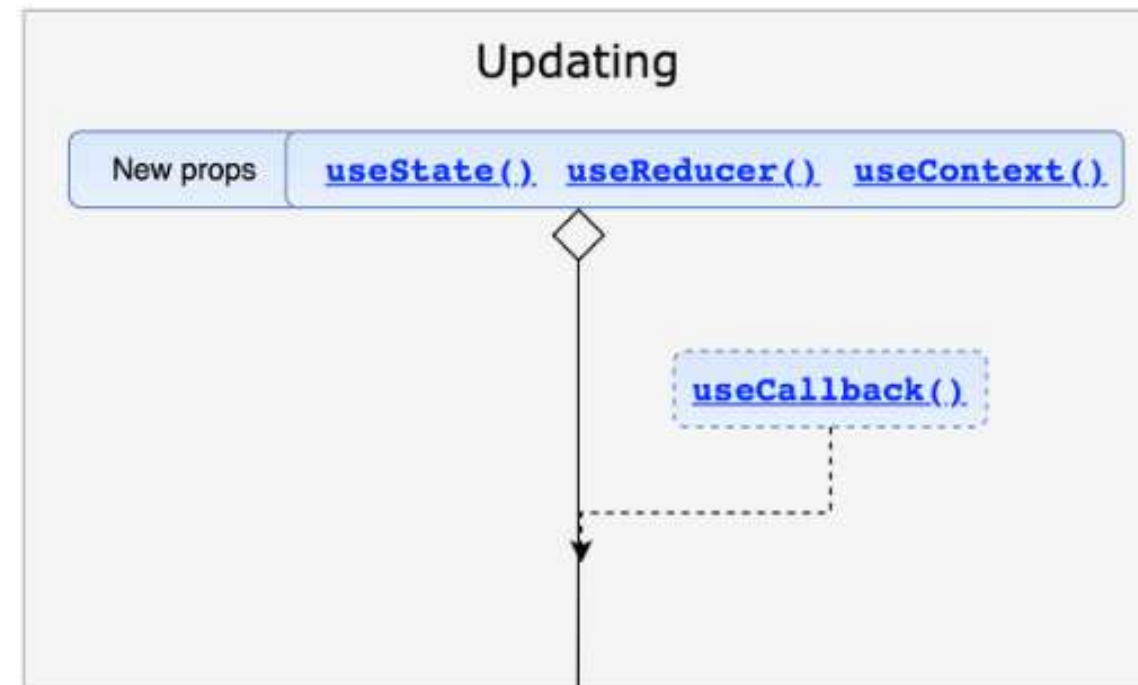 Updating
New props useState() useReducer() useContext()
useCallback()